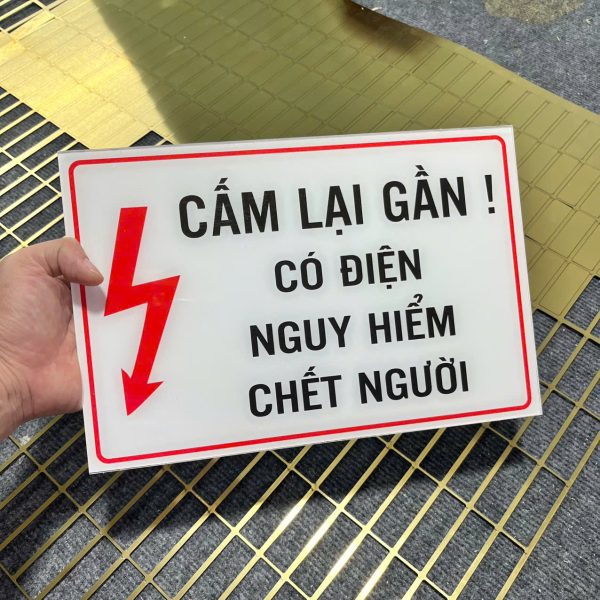 CẤM LẠI GẦN !
CÓ ĐIỆN
NGUY HIỂM
CHẾT NGƯỜI